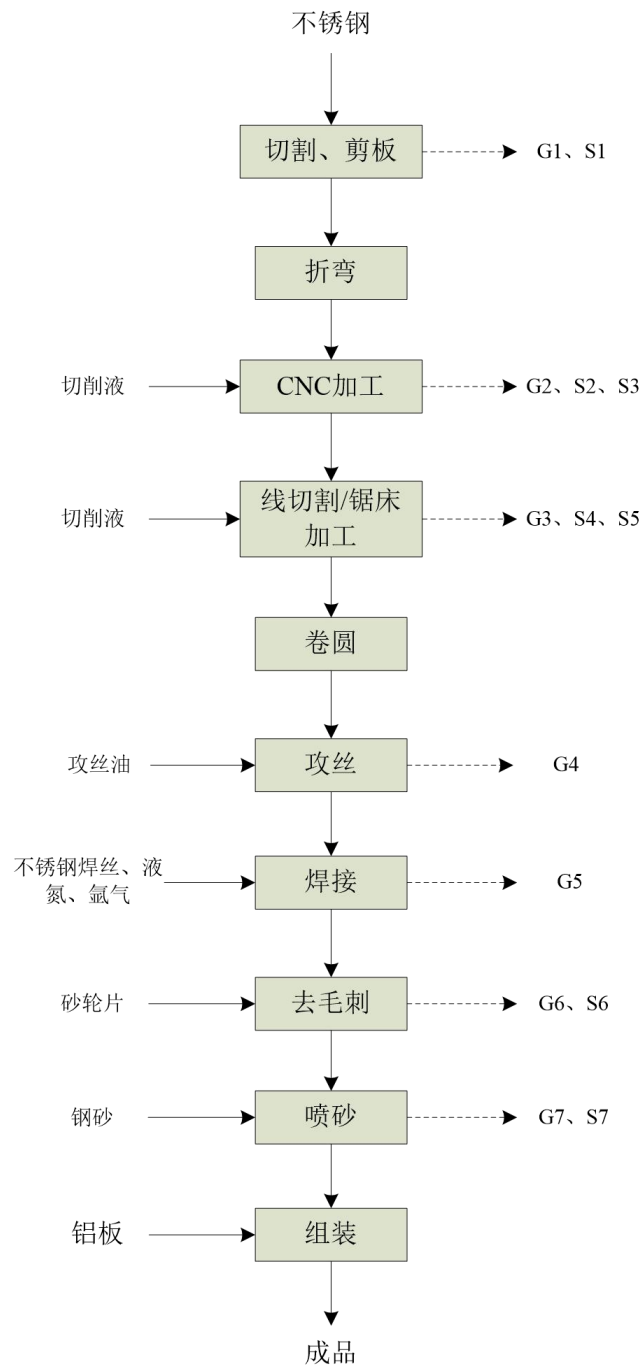 不锈钢
切割、剪板
G1、S1
折弯
切削液
CNC加工
G2、S2、S3
切削液
线切割/锯床
加工
G3、S4、S5
卷圆
攻丝油
攻丝
G4
不锈钢焊丝、液
氮、氩气
焊接
G5
砂轮片
去毛刺
G6、S6
钢砂
喷砂
G7、S7
铝板
组装
成品